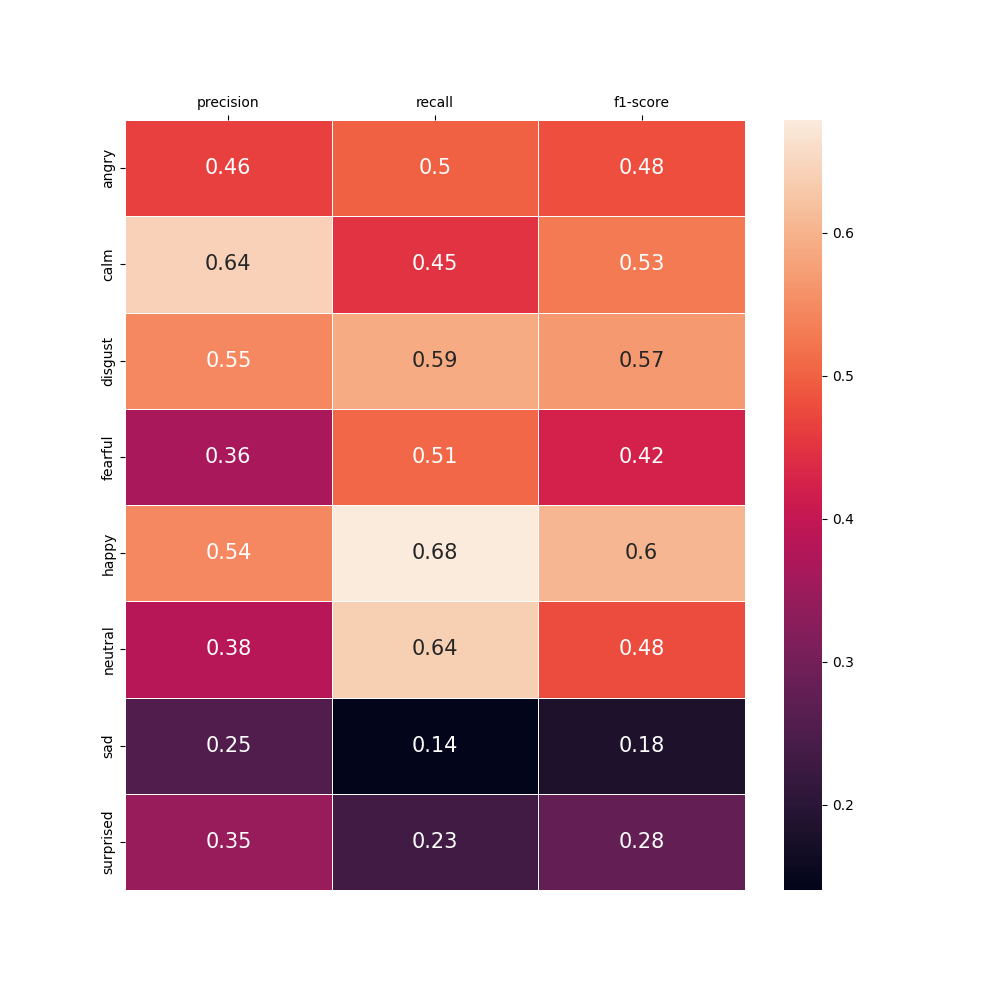 precision recall f1-score
angry 0.46 0.5 0.48
calm 0.64 0.45 0.53
disgust 0.55 0.59 0.57
fearful 0.36 0.51 0.42
happy 0.54 0.68 0.6
neutral 0.38 0.64 0.48
sad 0.25 0.14 0.18
surprised 0.35 0.23 0.28
0.6
0.5
0.4
0.3
0.2